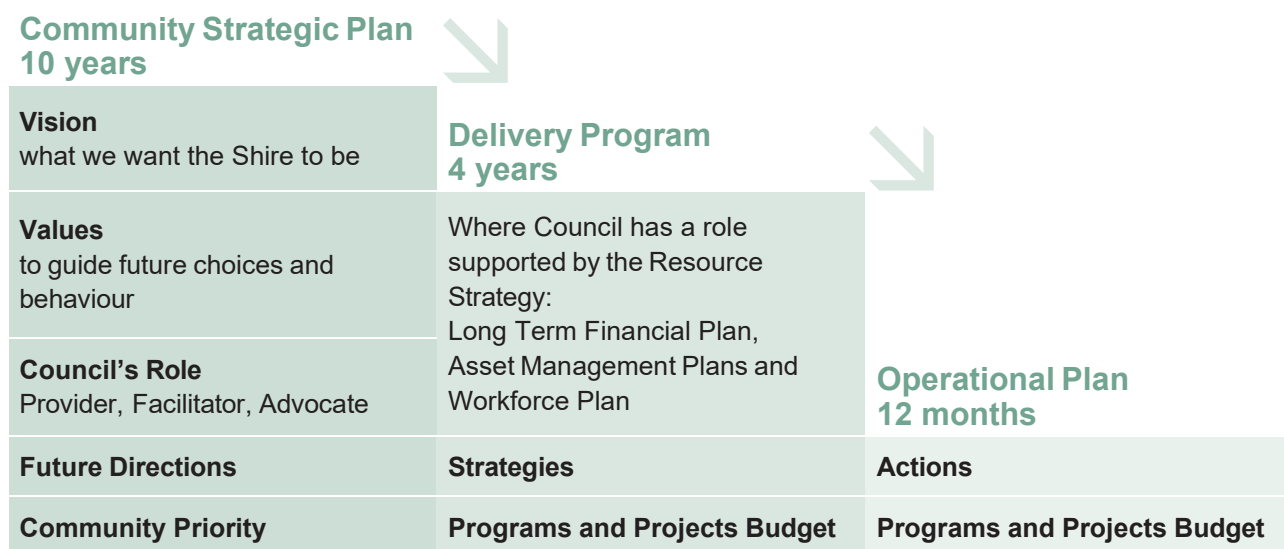 Community Strategic Plan
10 years
Vision
what we want the Shire to be
Values
to guide future choices and
behaviour
Council’s Role
Provider, Facilitator, Advocate
Future Directions
Community Priority
Delivery Program
4 years
Where Council has a role
supported by the Resource
Strategy:
Long Term Financial Plan,
Asset Management Plans and
Workforce Plan
Strategies
Programs and Projects Budget
Operational Plan
12 months
Actions
Programs and Projects Budget